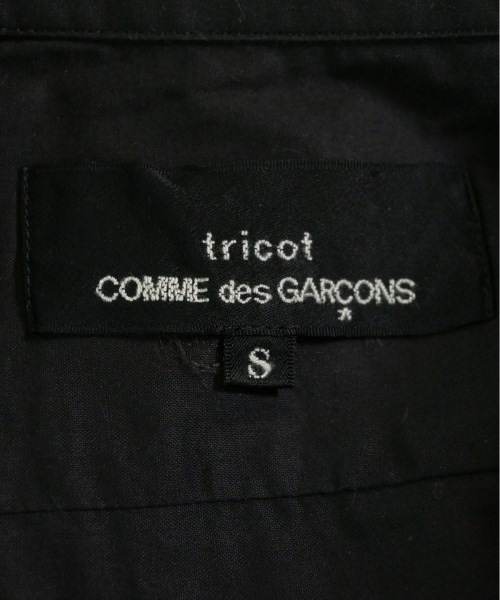 tricot
COMME des GARÇONS
*
S